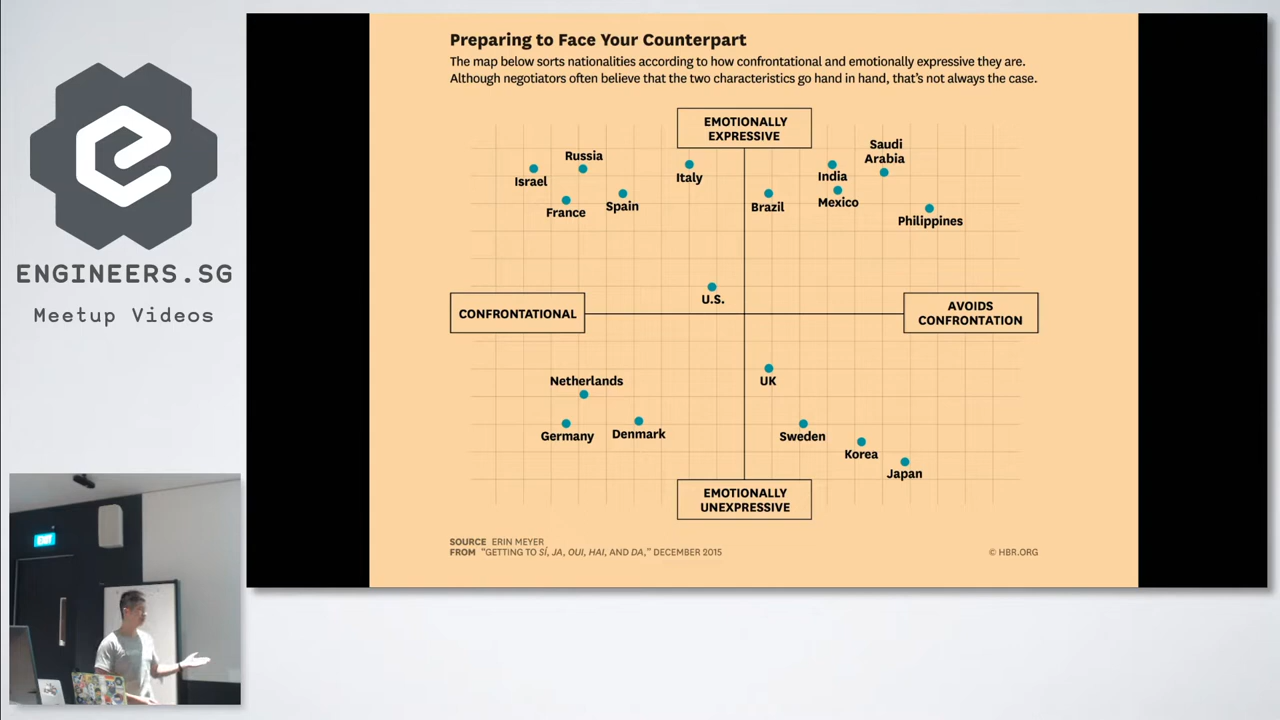 ENGINEERS.SG
Meetup Videos
Preparing to Face Your Counterpart
The map below sorts nationalities according to how confrontational and emotionally expressive they are.
Although negotiators often believe that the two characteristics go hand in hand, that's not always the case.
EMOTIONALLY
EXPRESSIVE
Israel
Russia
France
Spain
Italy
Brazil
India
Mexico
Saudi
Arabia
Philippines
U.S.
CONFRONTATIONAL
AVOIDS
CONFRONTATION
Netherlands
Germany
Denmark
UK
Sweden
Korea
Japan
EMOTIONALLY
UNEXPRESSIVE
SOURCE ERIN MEYER
FROM "GETTING TO SÍ, JA, OUI, HAI, AND DA," DECEMBER 2015
© HBR.ORG
EXIT